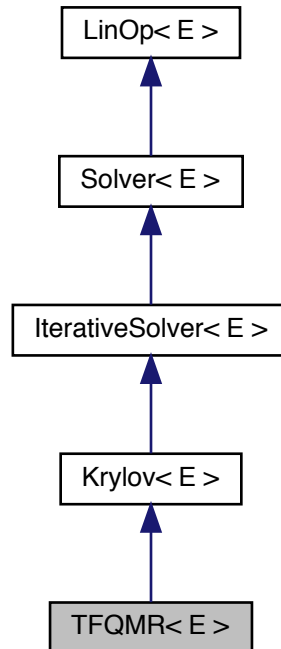 LinOp< E >
Solver< E >
IterativeSolver< E >
Krylov< E >
TFQMR< E >